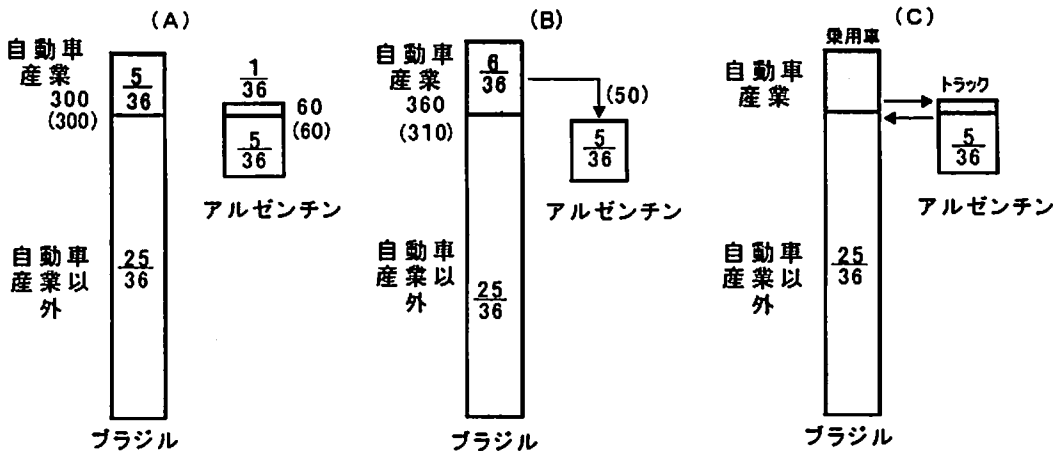 (A)
自動車
産業
300
(300)
5/36
1/36
60
(60)
5/36
アルゼンチン
自動車
産業以
外
25/36
ブラジル
(B)
自動車
産業
360
(310)
6/36
(50)
5/36
アルゼンチン
自動車
産業以
外
25/36
ブラジル
(C)
乗用車
自動車
産業
トラック
5/36
アルゼンチン
自動車
産業以
外
25/36
ブラジル